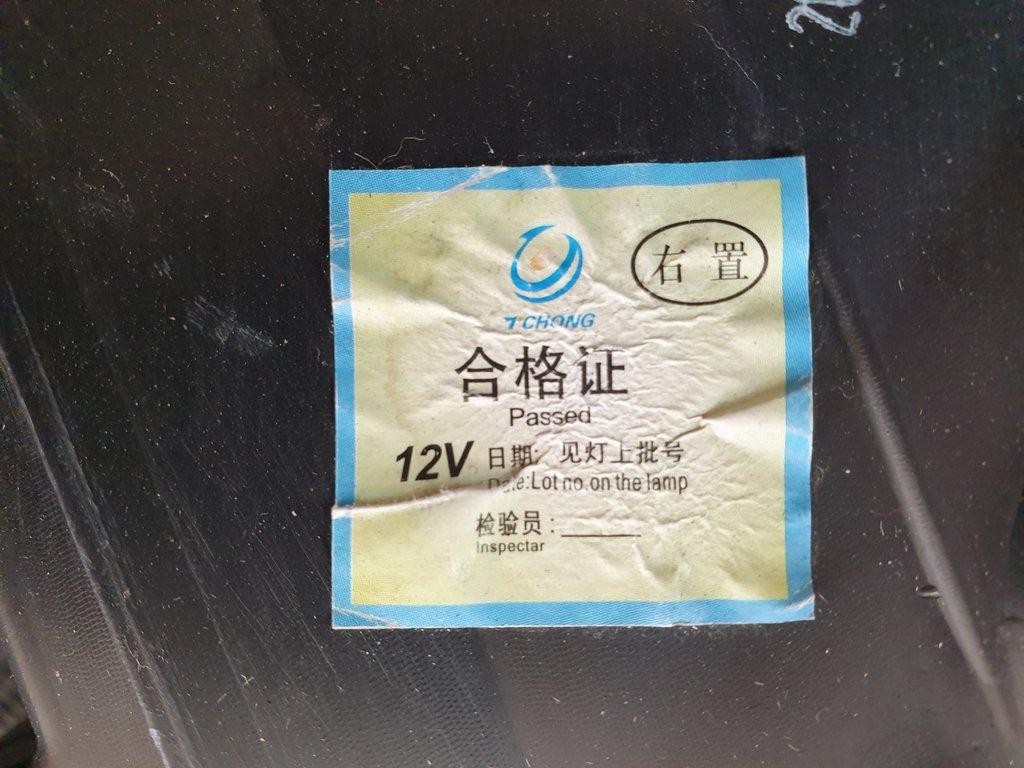 右置
7 CHONG
合格证
Passed
12V
日期: 见灯上批号
Date:Lot no.on the lamp
检验员:
Inspectar